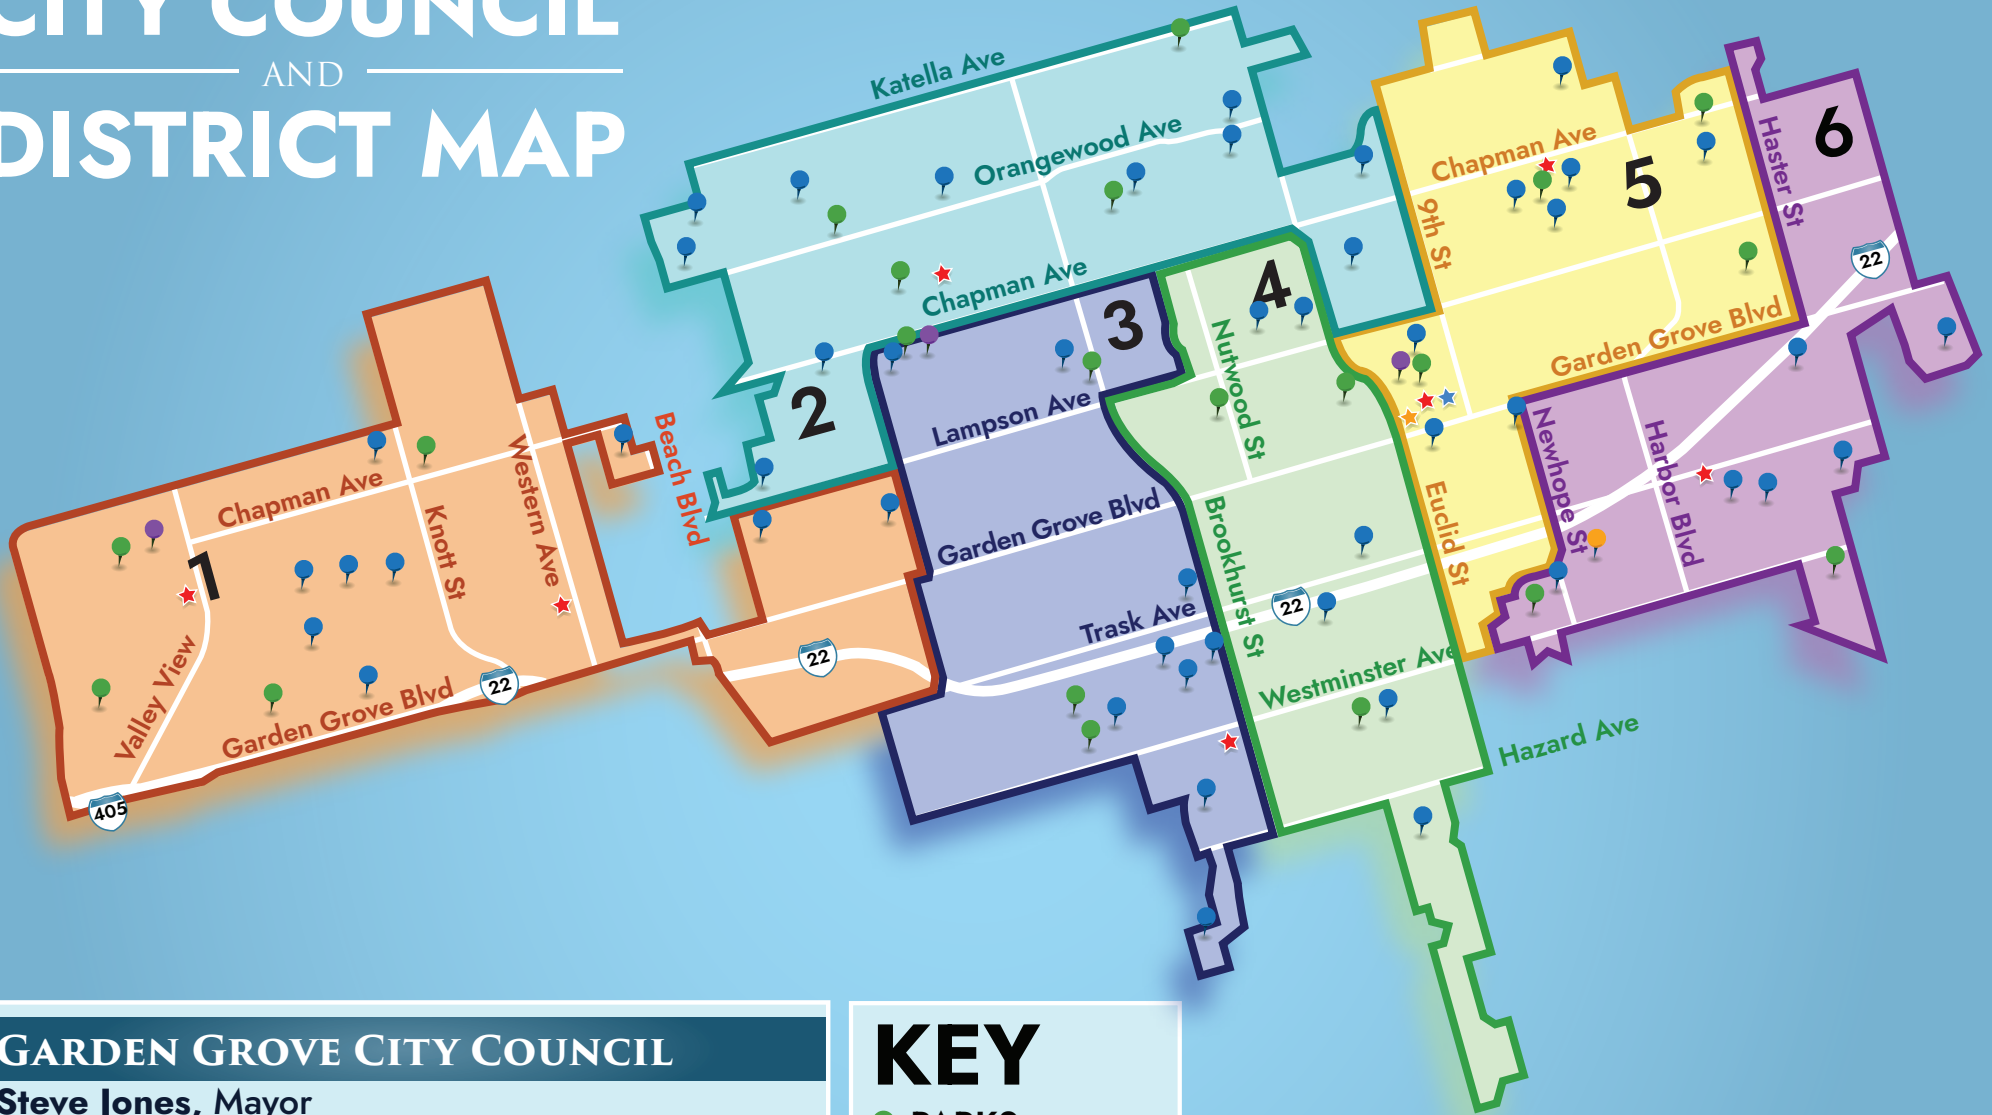 CITY COUNCIL
AND
DISTRICT MAP
Katella Ave
Orangewood Ave
Chapman Ave
2
3
4
Chapman Ave
5
9th St
Garden Grove Blvd
Haster St
6
22
Lampson Ave
Nutwood St
Garden Grove Blvd
Brookhurst St
Trask Ave
22
Westminster Ave
Euclid St
Newhope St
Harbor Blvd
Hazard Ave
Beach Blvd
Western Ave
Chapman Ave
Knott St
1
Valley View
Garden Grove Blvd
22
22
405
GARDEN GROVE CITY COUNCIL
Steve Jones, Mayor
KEY
PARKS